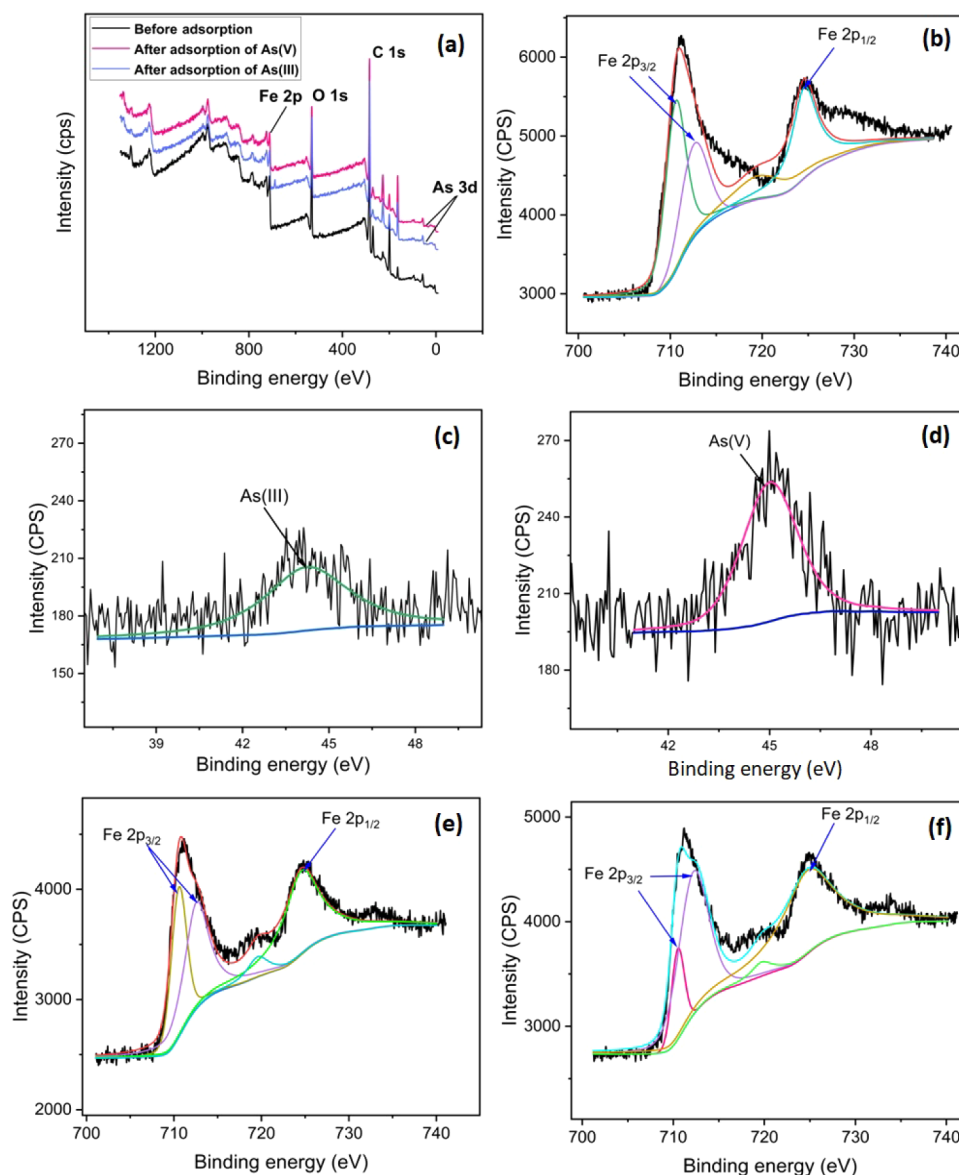 Before adsorption
After adsorption of As(V)
After adsorption of As(III)
(a)
C 1s
Fe 2p
O 1s
As 3d
Intensity (cps)
1200
800
400
0
Binding energy (eV)
(b)
Fe 2p3/2
Fe 2p1/2
6000
5000
4000
3000
Intensity (CPS)
700
710
720
730
740
Binding energy (eV)
(c)
As(III)
270
240
210
180
150
Intensity (CPS)
39
42
45
48
Binding energy (eV)
(d)
As(V)
270
240
210
180
Intensity (CPS)
42
45
48
Binding energy (eV)
(e)
Fe 2p3/2
Fe 2p1/2
4000
3000
2000
Intensity (CPS)
700
710
720
730
740
Binding energy (eV)
(f)
Fe 2p3/2
Fe 2p1/2
5000
4000
3000
Intensity (CPS)
700
710
720
730
740
Binding energy (eV)